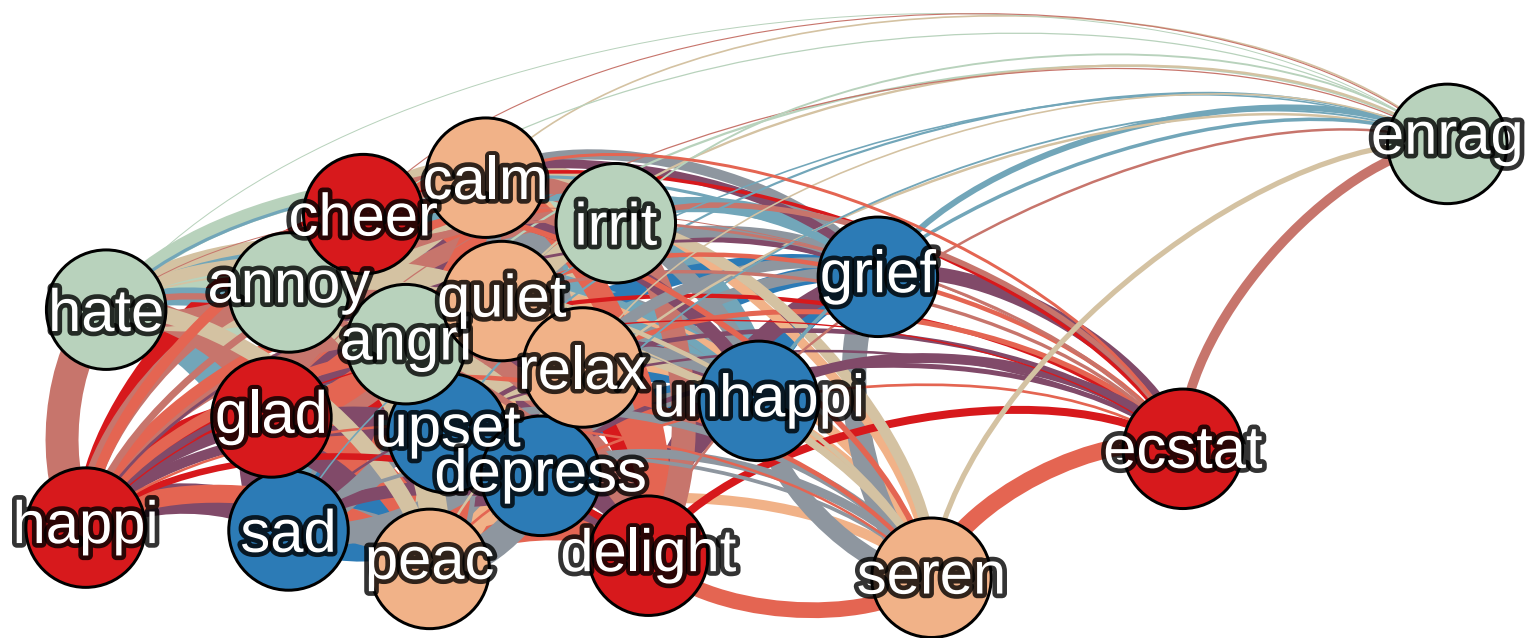 enrag
calm
cheer
irrit
annoy
grief
hate
quiet
angri
relax
unhappi
glad
upset
ecstat
depress
happi
sad
peac
delight
seren